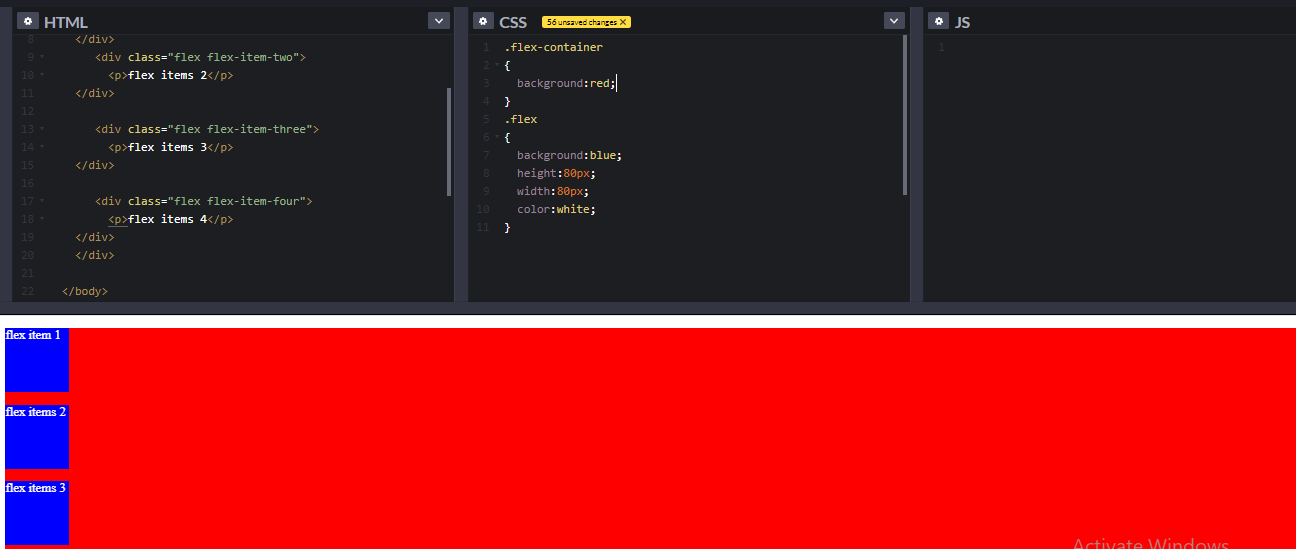 HTML
8 </div>
9 <div class="flex flex-item-two">
10 <p>flex items 2</p>
11 </div>
12
13 <div class="flex flex-item-three">
14 <p>flex items 3</p>
15 </div>
16
17 <div class="flex flex-item-four">
18 <p>flex items 4</p>
19 </div>
20 </div>
21
22 </body>
CSS 56 unsaved changes X
1 .flex-container
2 {
3 background:red;
4 }
5 .flex
6 {
7 background:blue;
8 height:80px;
9 width:80px;
10 color:white;
11 }
JS
1
flex item 1
flex items 2
flex items 3
Activate Windows